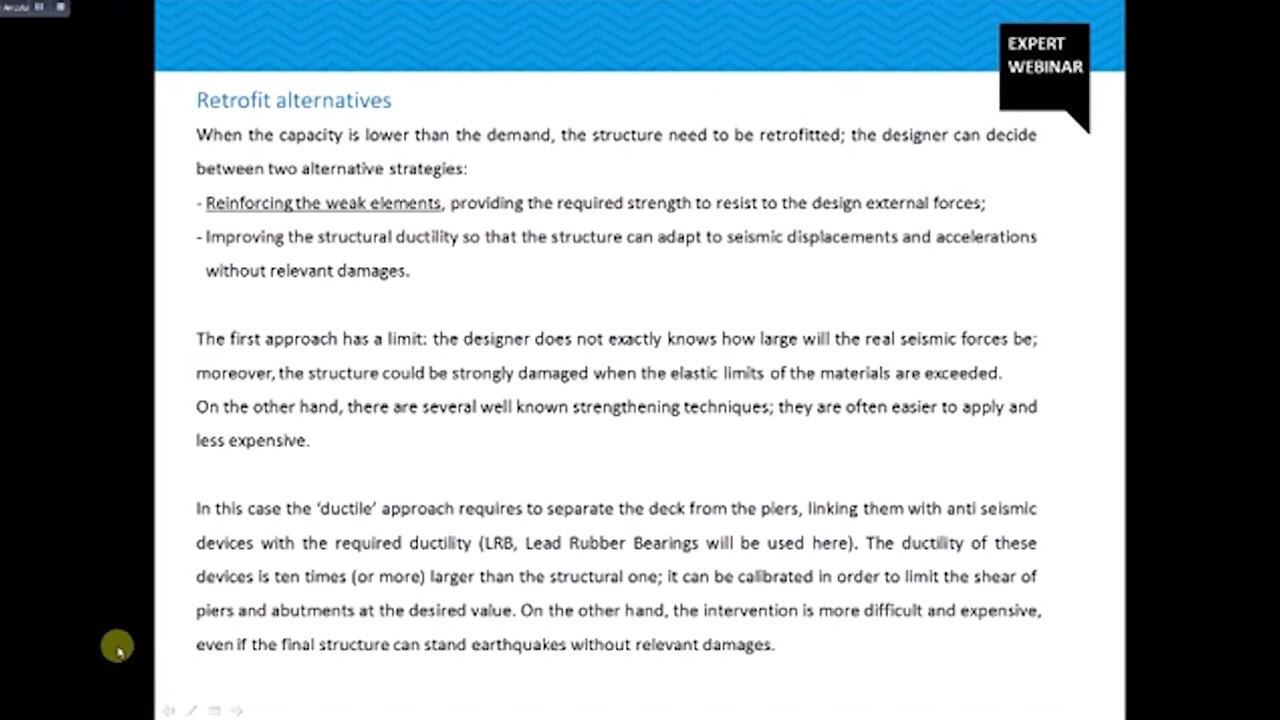 EXPERT
WEBINAR
Retrofit alternatives
When the capacity is lower than the demand, the structure need to be retrofitted; the designer can decide
between two alternative strategies:
- Reinforcing the weak elements, providing the required strength to resist to the design external forces;
- Improving the structural ductility so that the structure can adapt to seismic displacements and accelerations
without relevant damages.
The first approach has a limit: the designer does not exactly knows how large will the real seismic forces be;
moreover, the structure could be strongly damaged when the elastic limits of the materials are exceeded.
On the other hand, there are several well known strengthening techniques; they are often easier to apply and
less expensive.
In this case the ‘ductile’ approach requires to separate the deck from the piers, linking them with anti seismic
devices with the required ductility (LRB, Lead Rubber Bearings will be used here). The ductility of these
devices is ten times (or more) larger than the structural one; it can be calibrated in order to limit the shear of
piers and abutments at the desired value. On the other hand, the intervention is more difficult and expensive,
even if the final structure can stand earthquakes without relevant damages.